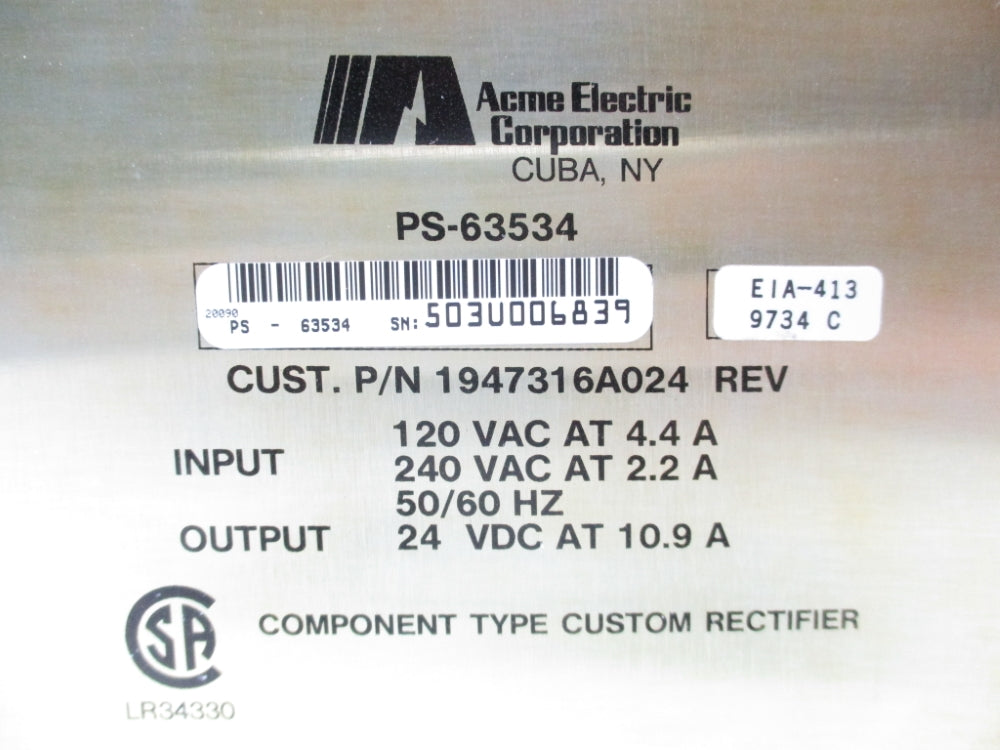 Acme Electric
Corporation
CUBA, NY
PS-63534
20090
PS - 63534 SN: 503U006839
EIA-413
9734 C
CUST. P/N 1947316A024 REV
INPUT
120 VAC AT 4.4 A
240 VAC AT 2.2 A
50/60 HZ
OUTPUT 24 VDC AT 10.9 A
SA COMPONENT TYPE CUSTOM RECTIFIER
LR34330